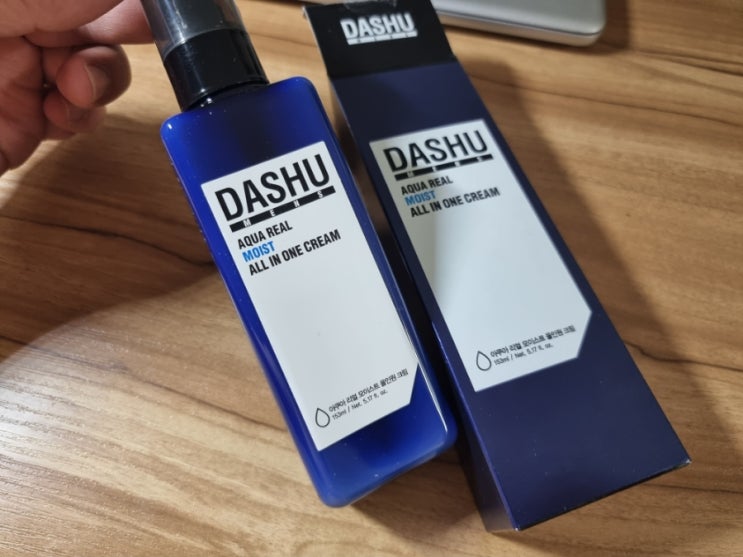 DASHU
MENS
AQUA REAL
MOIST
ALL IN ONE CREAM
아쿠아 리얼 모이스트 올인원 크림
153ml / Net. 5.17 fl. oz.
DASHU
DASHU
MENS
AQUA REAL
MOIST
ALL IN ONE CREAM
아쿠아 리얼 모이스트 올인원 크림
153ml / Net. 5.17 fl. oz.